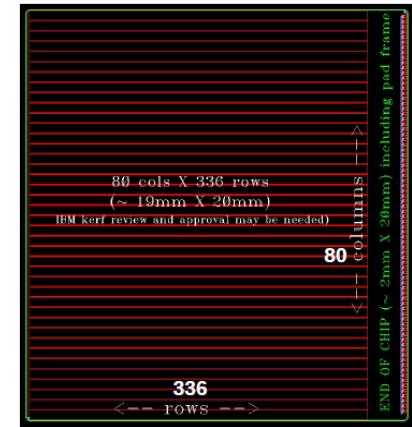 80 cols X 336 rows
(~ 19mm X 20mm)
IBM kerf review and approval may be needed)
80
<-- columns -->
336
<-- rows -->
END OF CHIP (~ 2mm X 20mm) including pad frame